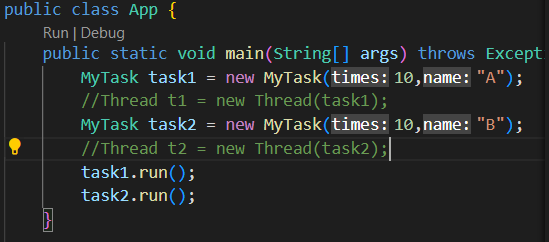 public class App {
Run | Debug
public static void main(String[] args) throws Excepti
MyTask task1 = new MyTask(times: 10,name: "A");
//Thread t1 = new Thread(task1);
MyTask task2 = new MyTask(times: 10,name: "B");
//Thread t2 = new Thread(task2);
task1.run();
task2.run();
}